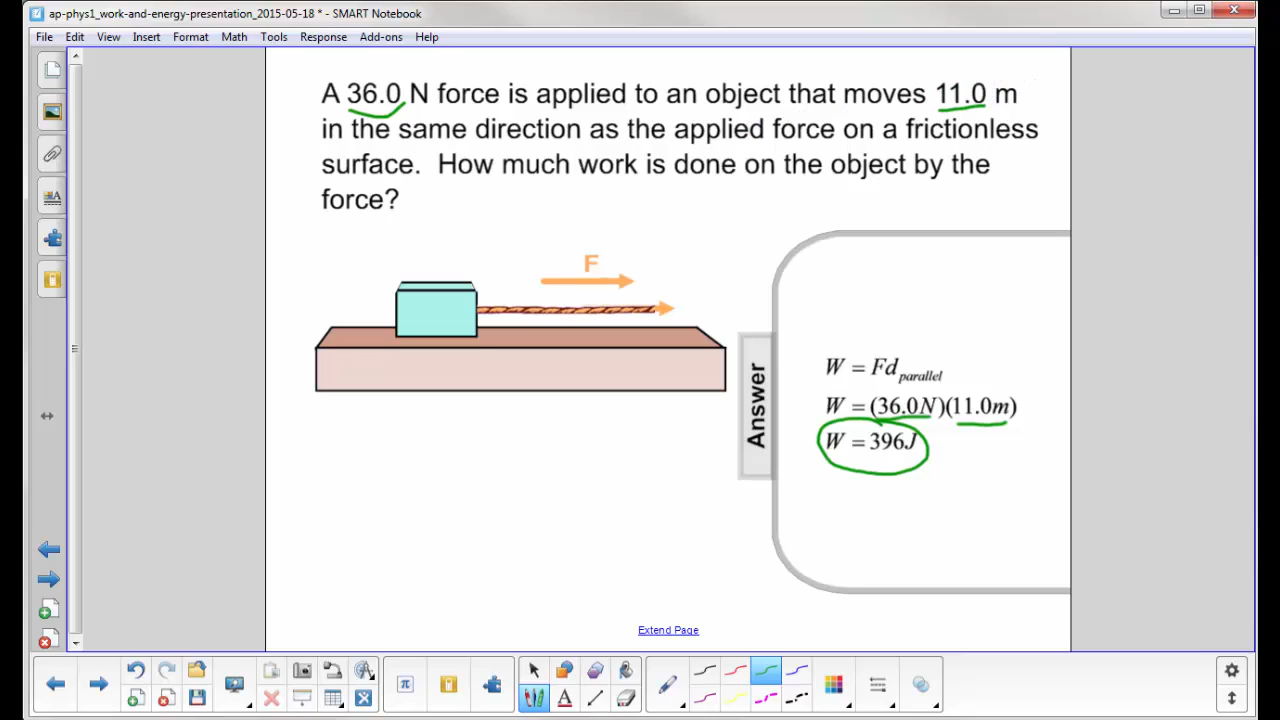 ap-phys1_work-and-energy-presentation_2015-05-18 * - SMART Notebook
File Edit View Insert Format Math Tools Response Add-ons Help
A 36.0 N force is applied to an object that moves 11.0 m
in the same direction as the applied force on a frictionless
surface. How much work is done on the object by the
force?
F
Answer
W = Fd parallel
W = (36.0N)(11.0m)
W = 396J
Extend Page